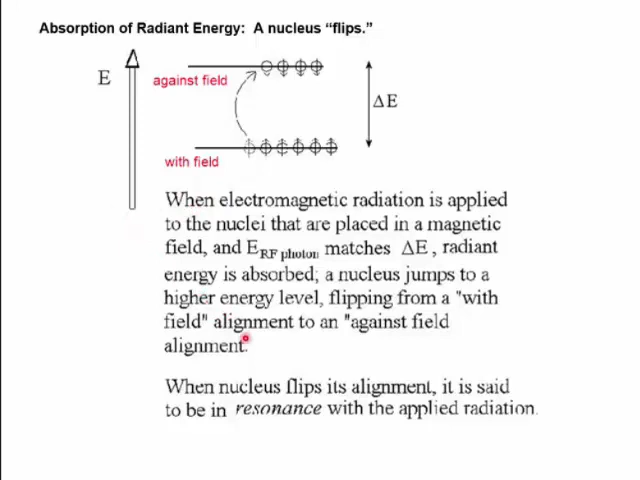 Absorption of Radiant Energy: A nucleus “flips.”
E
against field
ΔE
with field
When electromagnetic radiation is applied
to the nuclei that are placed in a magnetic
field, and E RF photon matches ΔE, radiant
energy is absorbed; a nucleus jumps to a
higher energy level, flipping from a "with
field" alignment to an "against field
alignment.
When nucleus flips its alignment, it is said
to be in resonance with the applied radiation.